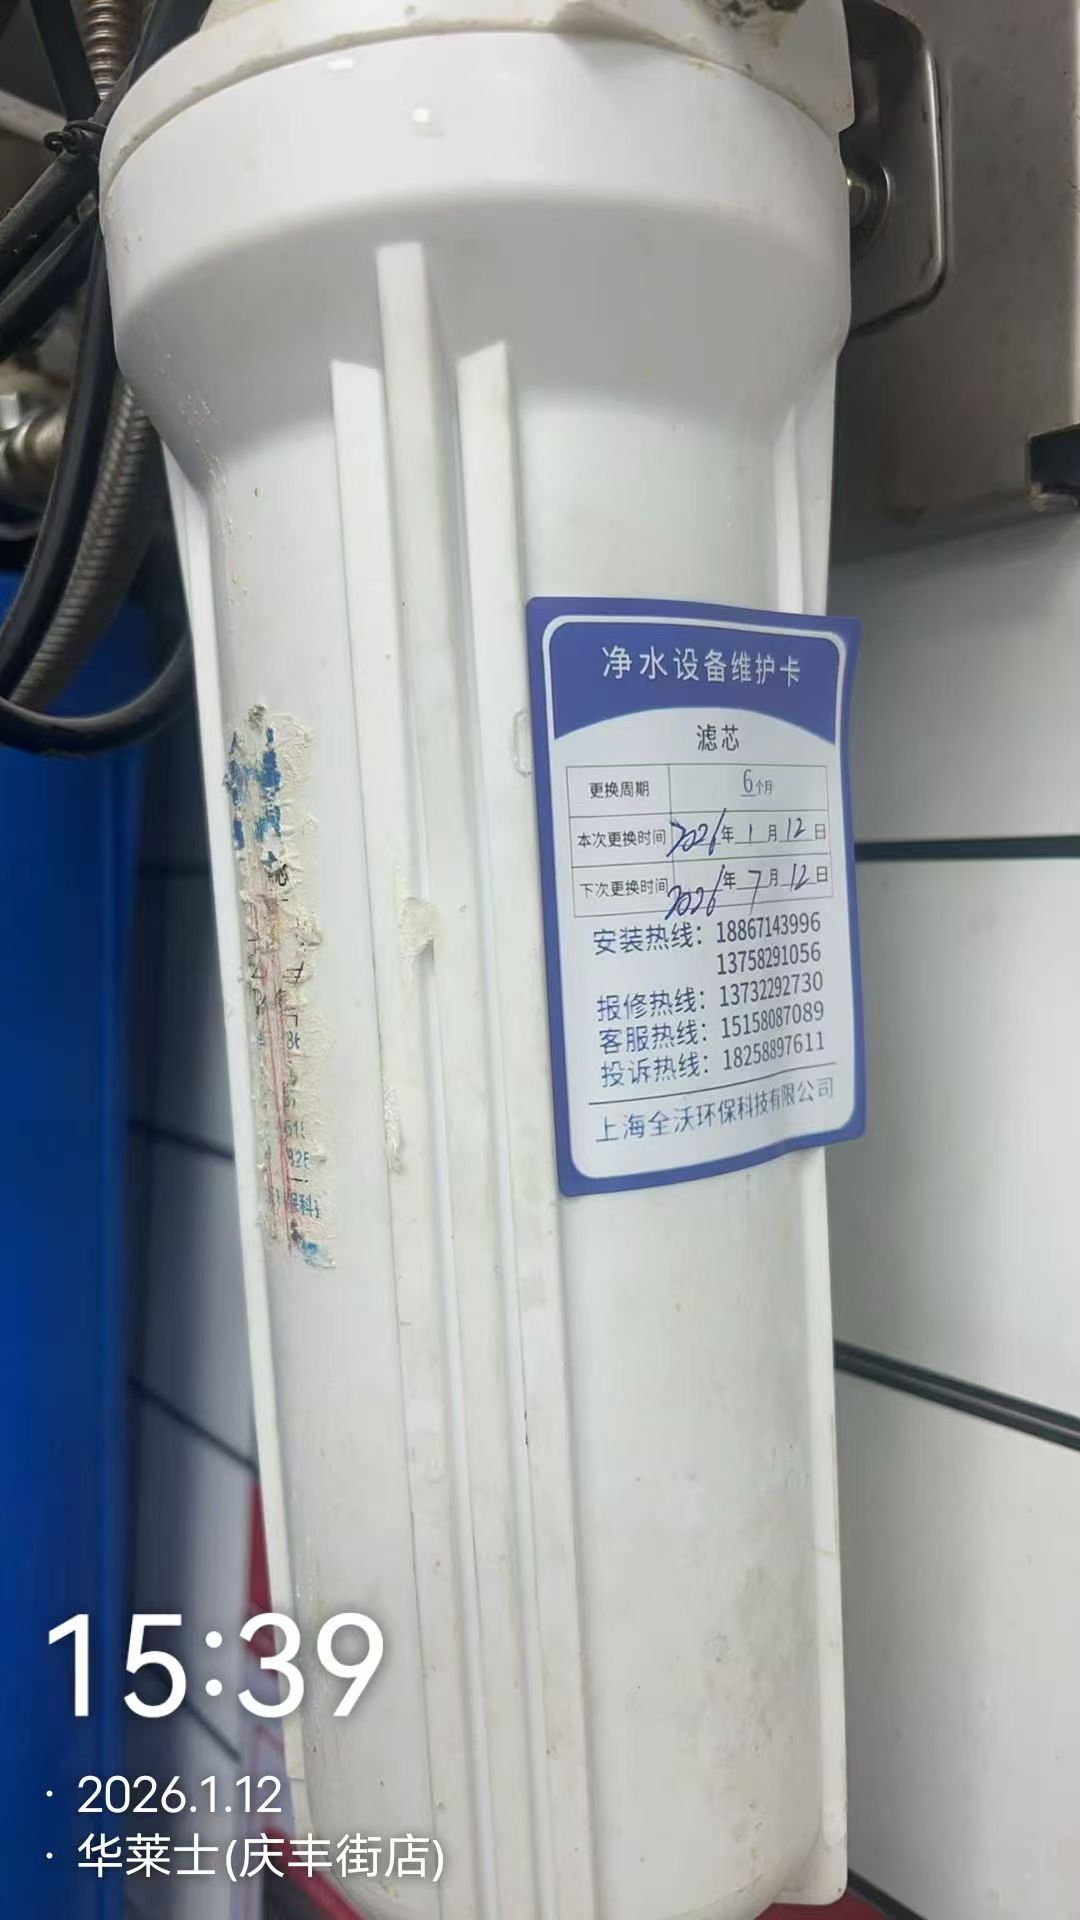 净水设备维护卡
滤芯
更换周期 6个月
本次更换时间 2026年1月12日
下次更换时间 2026年7月12日
安装热线：18867143996
13758291056
报修热线：13732292730
客服热线：15158087089
投诉热线：18258897611
上海全沃环保科技有限公司
15:39
· 2026.1.12
· 华莱士(庆丰街店)